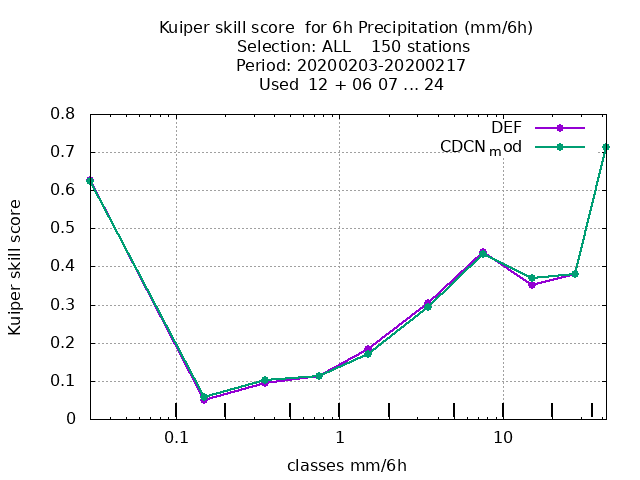 Kuiper skill score  for 6h Precipitation (mm/6h)
Selection: ALL    150 stations
Period: 20200203-20200217
Used  12 + 06 07 ... 24
DEF
CDCNmod
0.8
0.7
0.6
0.5
0.4
0.3
0.2
0.1
0
Kuiper skill score
0.1 1 10
classes mm/6h